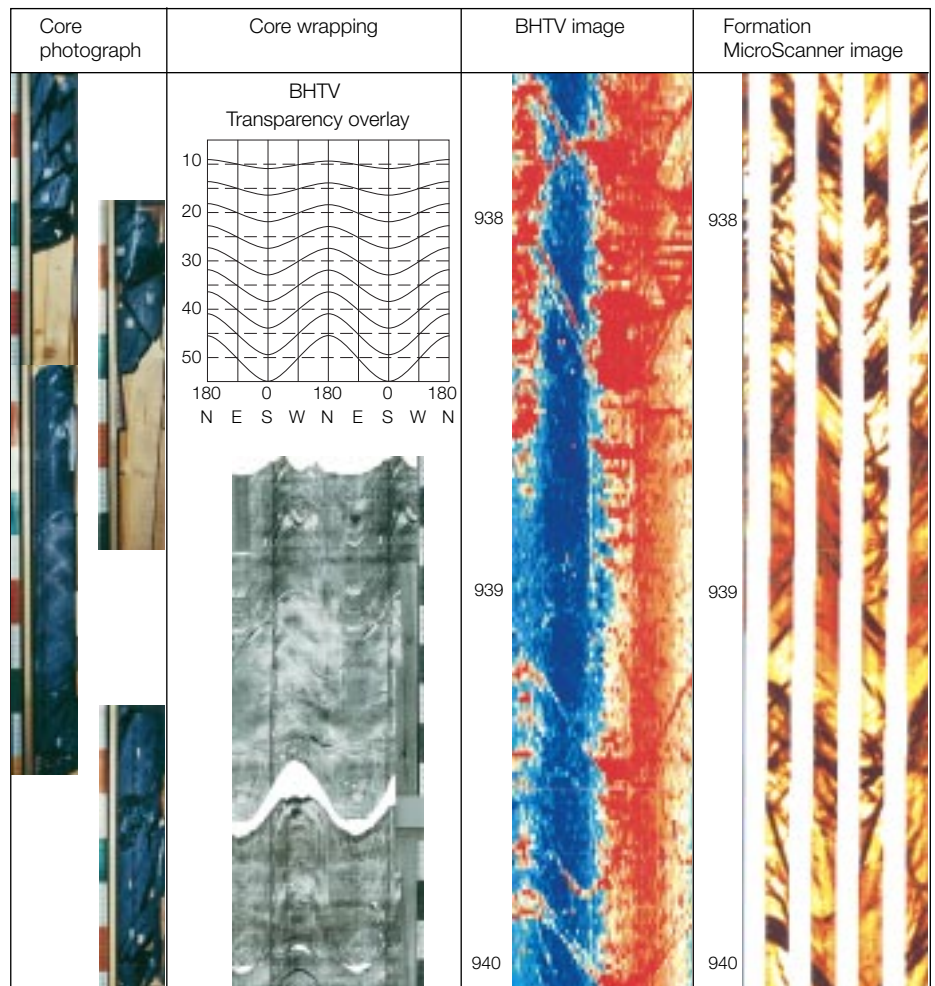 Core
photograph
Core wrapping
BHTV image
Formation
MicroScanner image
BHTV
Transparency overlay
10
20
30
40
50
180 0 180 0 180
N E S W N E S W N
938
939
940
938
939
940